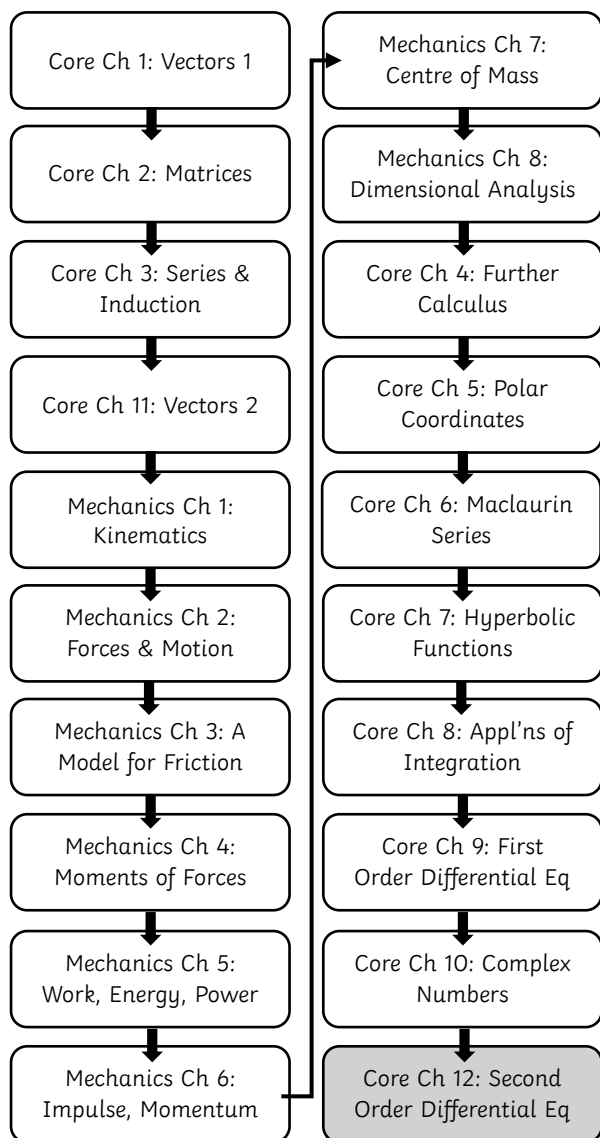 Core Ch 1: Vectors 1
Core Ch 2: Matrices
Core Ch 3: Series &
Induction
Core Ch 11: Vectors 2
Mechanics Ch 1:
Kinematics
Mechanics Ch 2:
Forces & Motion
Mechanics Ch 3: A
Model for Friction
Mechanics Ch 4:
Moments of Forces
Mechanics Ch 5:
Work, Energy, Power
Mechanics Ch 6:
Impulse, Momentum
Mechanics Ch 7:
Centre of Mass
Mechanics Ch 8:
Dimensional Analysis
Core Ch 4: Further
Calculus
Core Ch 5: Polar
Coordinates
Core Ch 6: Maclaurin
Series
Core Ch 7: Hyperbolic
Functions
Core Ch 8: Appl'ns of
Integration
Core Ch 9: First
Order Differential Eq
Core Ch 10: Complex
Numbers
Core Ch 12: Second
Order Differential Eq